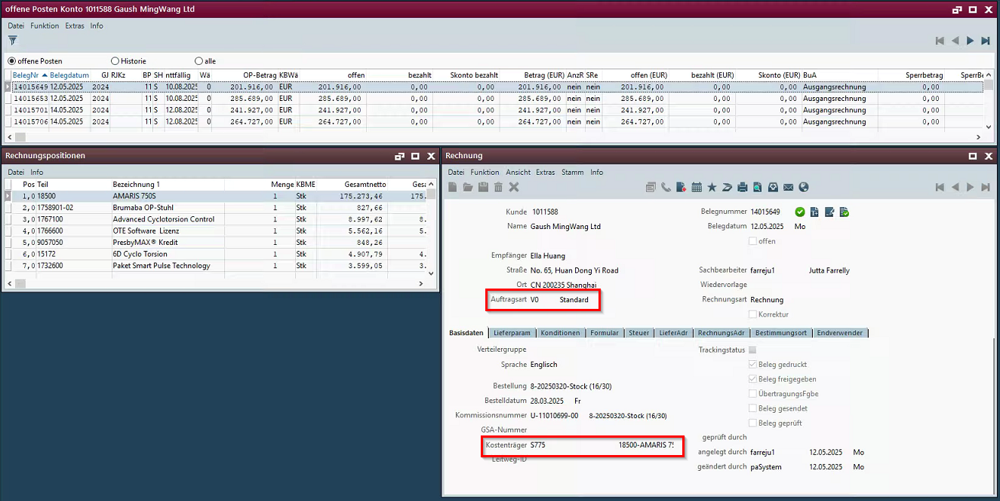 offene Posten Konto 1011588 Gaush MingWang Ltd
Datei Funktion Extras Info
offene Posten Historie alle
BelegNr Belegdatum GJ RJKz BP SH nttfällig Wä OP-Betrag KBWä offen bezahlt Skonto bezahlt Betrag (EUR) AnzR SRe offen (EUR) bezahlt (EUR) Skonto (EUR) BuA Sperrbetrag SperrBe
14015649 12.05.2025 2024 11 S 10.08.2025 0 201.916,00 EUR 201.916,00 0,00 0,00 201.916,00 nein nein 201.916,00 0,00 0,00 Ausgangsrechnung 0,00
14015653 12.05.2025 2024 11 S 10.08.2025 0 285.689,00 EUR 285.689,00 0,00 0,00 285.689,00 nein nein 285.689,00 0,00 0,00 Ausgangsrechnung 0,00
14015701 14.05.2025 2024 11 S 12.08.2025 0 241.927,00 EUR 241.927,00 0,00 0,00 241.927,00 nein nein 241.927,00 0,00 0,00 Ausgangsrechnung 0,00
14015706 14.05.2025 2024 11 S 12.08.2025 0 264.727,00 EUR 264.727,00 0,00 0,00 264.727,00 nein nein 264.727,00 0,00 0,00 Ausgangsrechnung 0,00
Rechnungspositionen
Datei Info
Pos Teil Bezeichnung 1 Menge KBME Gesamtnetto Gesa
1,0 18500 AMARIS 750S 1 Stk 175.273,46 175.
2,0 1758901-02 Brumaba OP-Stuhl 1 Stk 827,66
3,0 1767100 Advanced Cyclotorsion Control 1 Stk 8.997,62 8.
4,0 1766600 OTE Software Lizenz 1 Stk 5.562,16 5.
5,0 9057050 PresbyMAX® Kredit 1 Stk 848,26
6,0 15172 6D Cyclo Torsion 1 Stk 4.907,79 4.
7,0 1732600 Paket Smart Pulse Technology 1 Stk 3.599,05 3.
Rechnung
Datei Funktion Ansicht Extras Stamm Info
Kunde 1011588 Belegnummer 14015649
Name Gaush MingWang Ltd Belegdatum 12.05.2025 Mo
offen
Empfänger Ella Huang
Straße No. 65, Huan Dong Yi Road Sachbearbeiter farreju1 Jutta Farrelly
Ort CN 200235 Shanghai Wiedervorlage
Auftragsart V0 Standard Rechnungsart Rechnung
Korrektur
Basisdaten Lieferparam Konditionen Formular Steuer LieferAdr RechnungsAdr Bestimmungsort Endverwender
Verteilergruppe Trackingstatus
Sprache Englisch Beleg gedruckt
Beleg freigegeben
Bestellung 8-20250320-Stock (16/30) ÜbertragungsFgbe
Bestelldatum 28.03.2025 Fr Beleg gesendet
Kommissionsnummer U-11010699-00 8-20250320-Stock (16/30) Beleg geprüft
GSA-Nummer geprüft durch
Kostenträger S775 18500-AMARIS 75
angelegt durch farreju1 12.05.2025 Mo
Leitweg-ID
geändert durch paSystem 12.05.2025 Mo